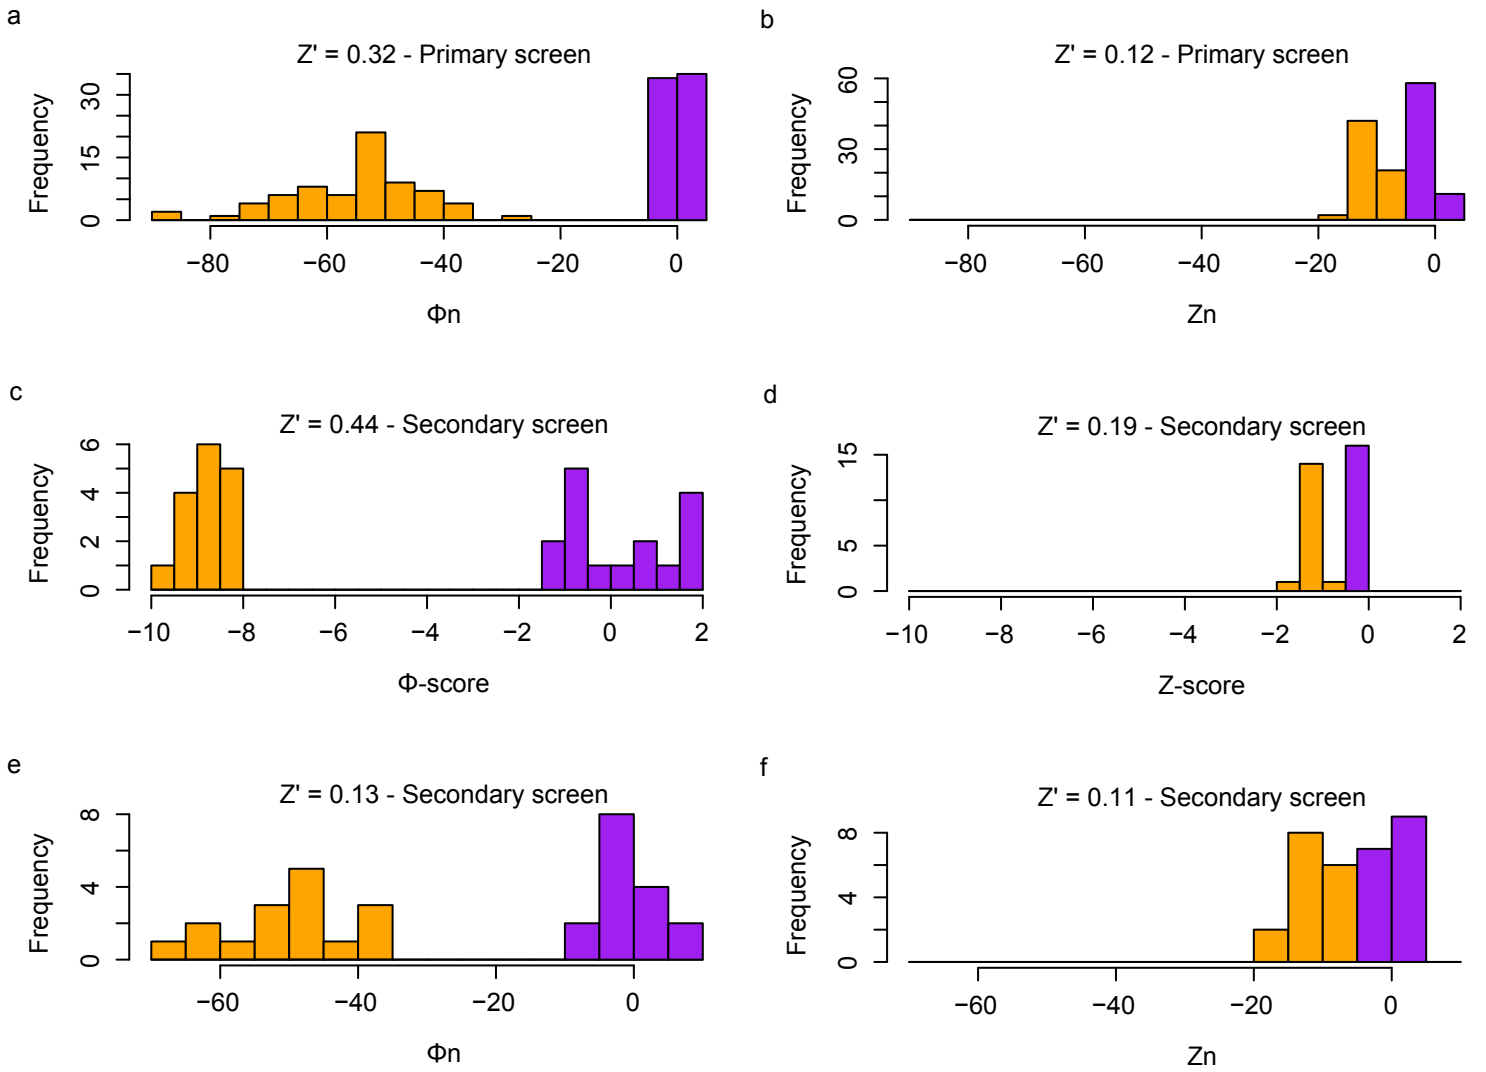 a
Z' = 0.32 - Primary screen
Frequency
0 15 30
−80 −60 −40 −20 0
Φn
b
Z' = 0.12 - Primary screen
Frequency
0 30 60
−80 −60 −40 −20 0
Zn
c
Z' = 0.44 - Secondary screen
Frequency
0 2 4 6
−10 −8 −6 −4 −2 0 2
Φ-score
d
Z' = 0.19 - Secondary screen
Frequency
0 5 15
−10 −8 −6 −4 −2 0 2
Z-score
e
Z' = 0.13 - Secondary screen
Frequency
0 4 8
−60 −40 −20 0
Φn
f
Z' = 0.11 - Secondary screen
Frequency
0 4 8
−60 −40 −20 0
Zn